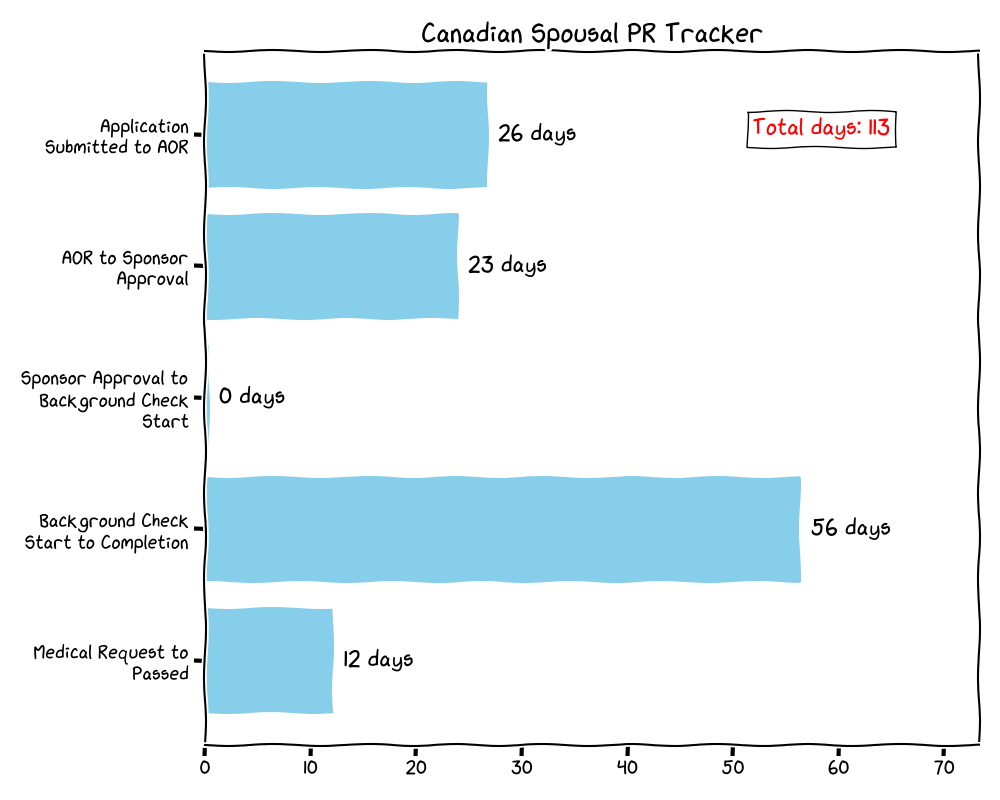 Canadian Spousal PR Tracker
Application
Submitted to AOR
26 days
Total days: 113
AOR to Sponsor
Approval
23 days
Sponsor Approval to
Background Check
Start
0 days
Background Check
Start to Completion
56 days
Medical Request to
Passed
12 days
0 10 20 30 40 50 60 70